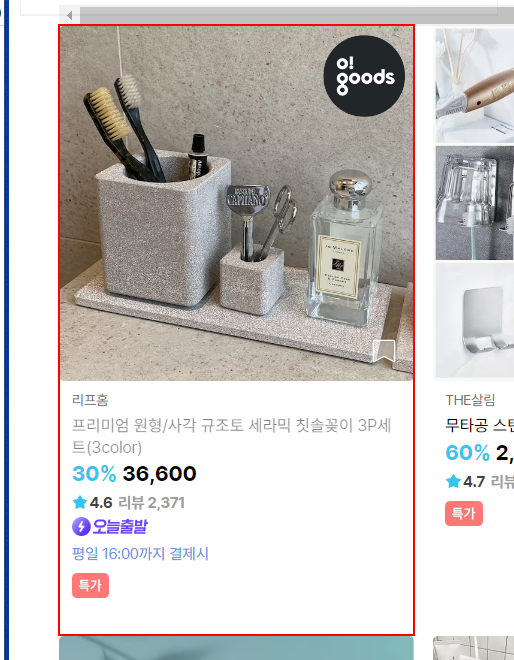 o!
goods
CAPITANO
JO MALONE
리프홈
프리미엄 원형/사각 규조토 세라믹 칫솔꽂이 3P세
트(3color)
30% 36,600
4.6 리뷰 2,371
오늘출발
평일 16:00까지 결제시
특가
THE살림
무타공 스텐
60% 2,
4.7 리뷰
특가